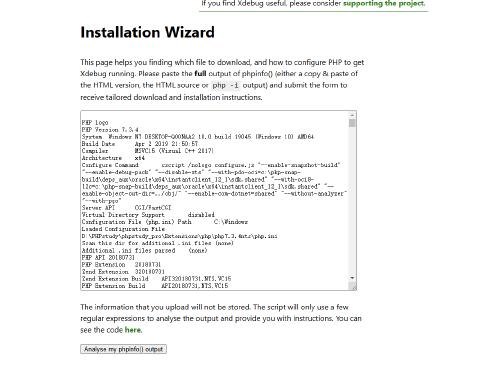 If you find Xdebug useful, please consider supporting the project.
Installation Wizard
This page helps you finding which file to download, and how to configure PHP to get
Xdebug running. Please paste the full output of phpinfo() (either a copy & paste of
the HTML version, the HTML source or php -i output) and submit the form to
receive tailored download and installation instructions.
PHP logo
PHP Version 7.3.4
System Windows NT DESKTOP-Q00NAA2 10.0 build 19045 (Windows 10) AMD64
Build Date Apr 2 2019 21:50:57
Compiler MSVC15 (Visual C++ 2017)
Architecture x64
Configure Command cscript /nologo configure.js "--enable-snapshot-build"
"--enable-debug-pack" "--disable-zts" "--with-pdo-oci=c:\php-snap-
build\deps_aux\oracle\x64\instantclient_12_1\sdk,shared" "--with-oci8-
12c=c:\php-snap-build\deps_aux\oracle\x64\instantclient_12_1\sdk,shared" "--
enable-object-out-dir=../obj/" "--enable-com-dotnet=shared" "--without-analyzer"
"--with-pgo"
Server API CGI/FastCGI
Virtual Directory Support disabled
Configuration File (php.ini) Path C:\Windows
Loaded Configuration File
D:\PHPstudy\phpstudy_pro\Extensions\php\php7.3.4nts\php.ini
Scan this dir for additional .ini files (none)
Additional .ini files parsed (none)
PHP API 20180731
PHP Extension 20180731
Zend Extension 320180731
Zend Extension Build API320180731,NTS,VC15
PHP Extension Build API20180731,NTS,VC15
The information that you upload will not be stored. The script will only use a few
regular expressions to analyse the output and provide you with instructions. You can
see the code here.
Analyse my phpinfo() output